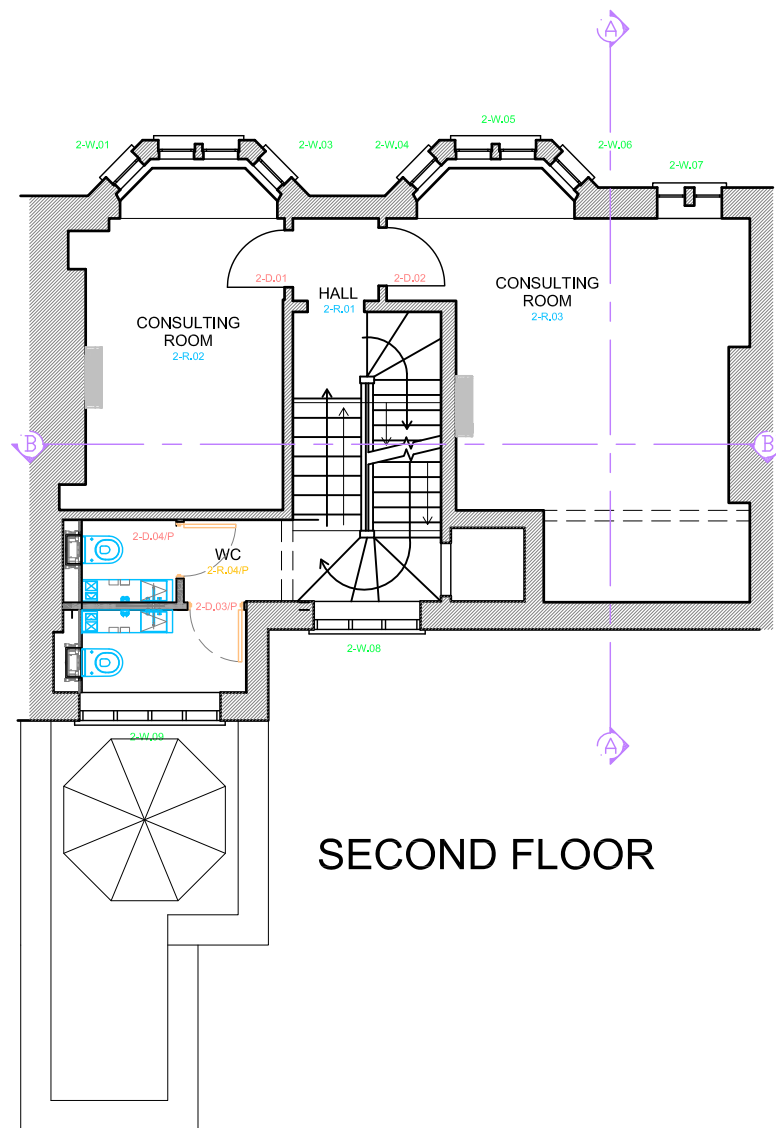 A
2-W.05
2-W.01
2-W.03
2-W.04
2-W.06
2-W.07
2-D.01
2-D.02
HALL
2-R.01
CONSULTING
ROOM
2-R.03
CONSULTING
ROOM
2-R.02
B
B
2-D.04/P
WC
2-R.04/P
2-D.03/P
2-W.08
2-W.09
A
SECOND FLOOR